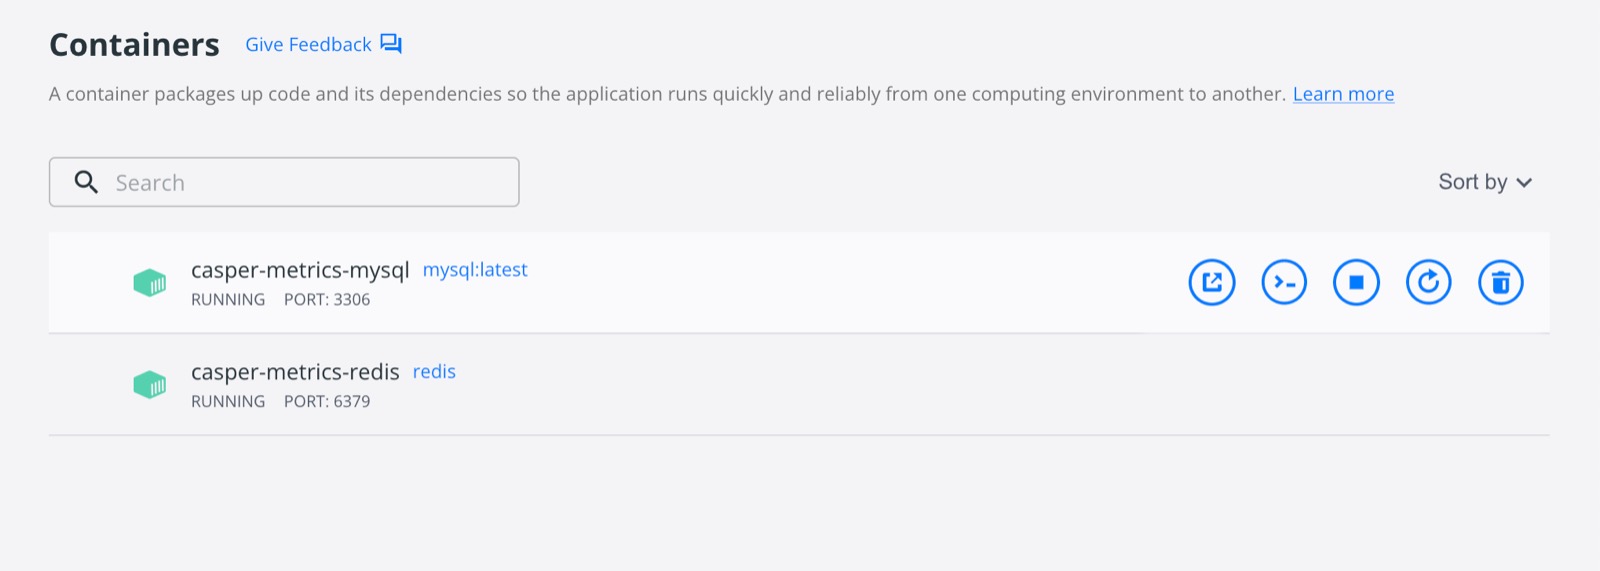 Containers Give Feedback
A container packages up code and its dependencies so the application runs quickly and reliably from one computing environment to another. Learn more
Search Sort by
casper-metrics-mysql mysql:latest
RUNNING PORT: 3306
casper-metrics-redis redis
RUNNING PORT: 6379